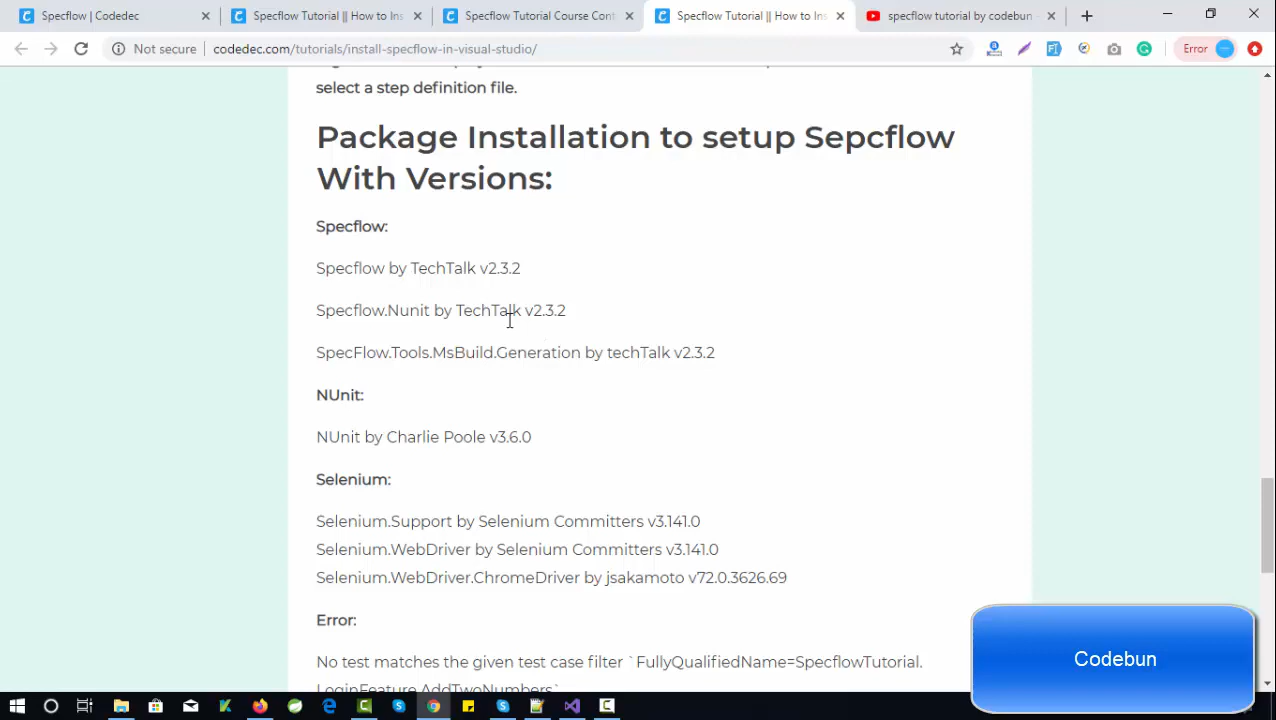 Specflow | Codedec
Specflow Tutorial || How to Ins
Specflow Tutorial Course Cont
Specflow Tutorial || How to Ins
specflow tutorial by codebun -
Not secure
codedec.com/tutorials/install-specflow-in-visual-studio/
Error
select a step definition file.
Package Installation to setup Sepcflow
With Versions:
Specflow:
Specflow by TechTalk v2.3.2
Specflow.Nunit by TechTalk v2.3.2
SpecFlow.Tools.MsBuild.Generation by techTalk v2.3.2
NUnit:
NUnit by Charlie Poole v3.6.0
Selenium:
Selenium.Support by Selenium Committers v3.141.0
Selenium.WebDriver by Selenium Committers v3.141.0
Selenium.WebDriver.ChromeDriver by jsakamoto v72.0.3626.69
Error:
No test matches the given test case filter `FullyQualifiedName=SpecflowTutorial.
LoginFeature.AddTwoNumbers`
Codebun